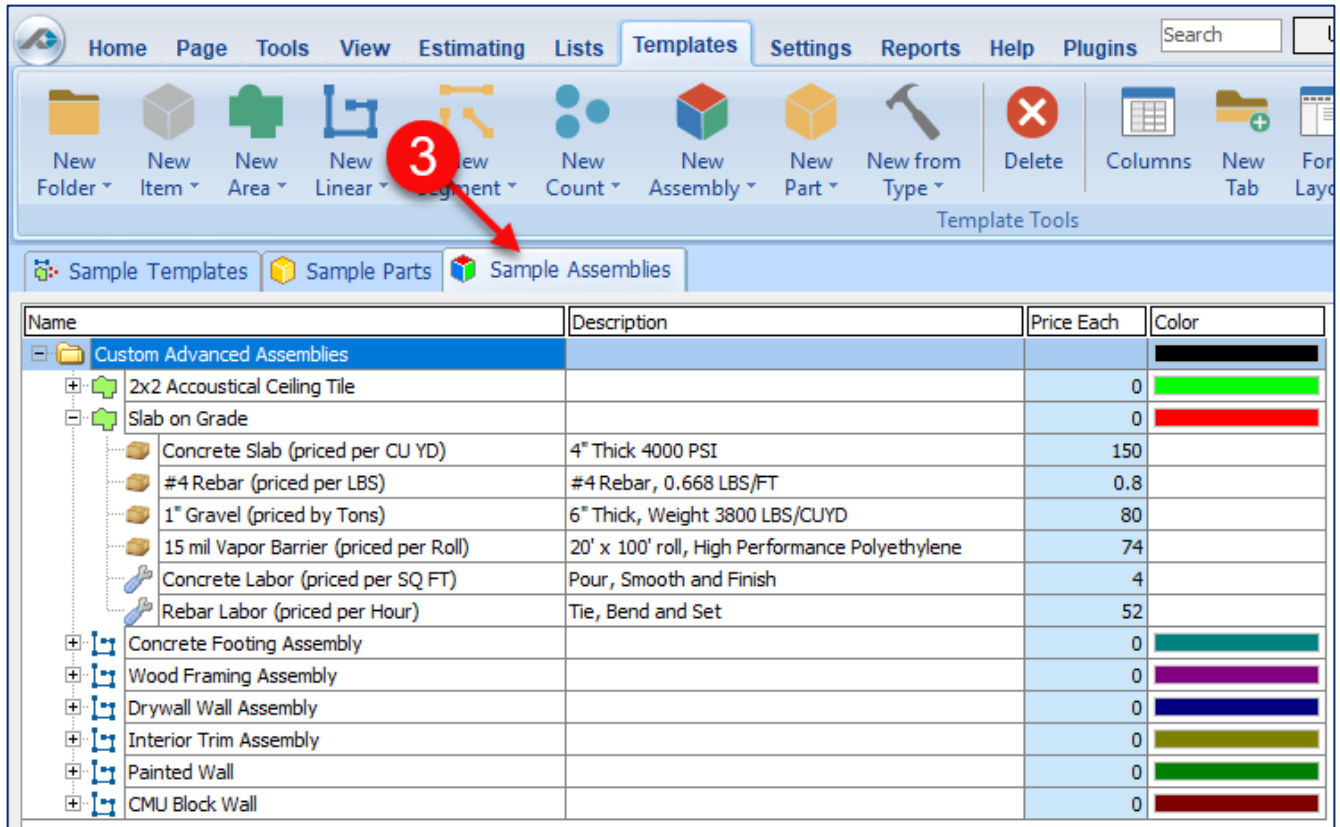 Home Page Tools View Estimating Lists Templates Settings Reports Help Plugins Search
New Folder New Item New Area New Linear New Segment New Count New Assembly New Part New from Type Delete Columns New Tab
3
Template Tools
Sample Templates Sample Parts Sample Assemblies
Name Description Price Each Color
Custom Advanced Assemblies
2x2 Accoustical Ceiling Tile 0
Slab on Grade 0
Concrete Slab (priced per CU YD) 4" Thick 4000 PSI 150
#4 Rebar (priced per LBS) #4 Rebar, 0.668 LBS/FT 0.8
1" Gravel (priced by Tons) 6" Thick, Weight 3800 LBS/CUYD 80
15 mil Vapor Barrier (priced per Roll) 20' x 100' roll, High Performance Polyethylene 74
Concrete Labor (priced per SQ FT) Pour, Smooth and Finish 4
Rebar Labor (priced per Hour) Tie, Bend and Set 52
Concrete Footing Assembly 0
Wood Framing Assembly 0
Drywall Wall Assembly 0
Interior Trim Assembly 0
Painted Wall 0
CMU Block Wall 0